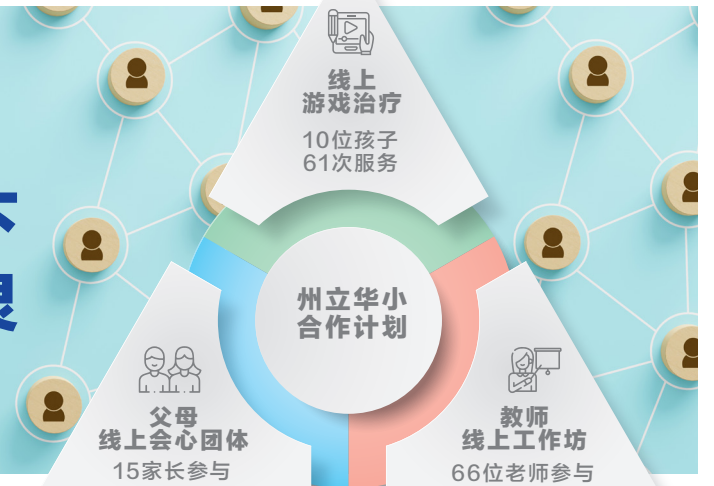 线上
游戏治疗
10位孩子
61次服务
州立华小
合作计划
父母
线上会心团体
15家长参与
教师
线上工作坊
66位老师参与